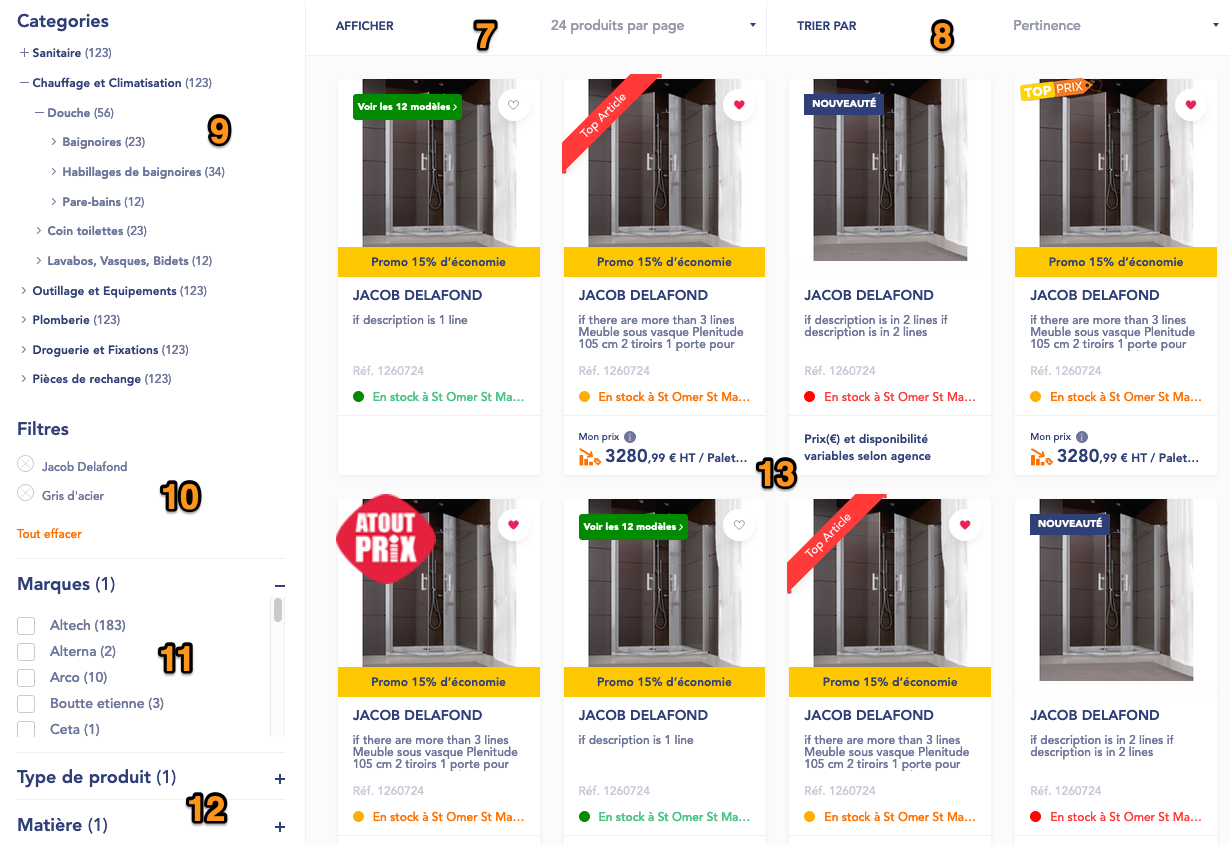 Categories
Sanitaire (123)
Chauffage et Climatisation (123)
Douche (56)
Baignoires (23)
Habillages de baignoires (34)
Pare-bains (12)
Coin toilettes (23)
Lavabos, Vasques, Bidets (12)
Outillage et Equipements (123)
Plomberie (123)
Droguerie et Fixations (123)
Pièces de rechange (123)
9
Filtres
Jacob Delafond
Gris d'acier
10
Tout effacer
Marques (1)
Altech (183)
Alterna (2)
Arco (10)
Boutte etienne (3)
Ceta (1)
11
Type de produit (1)
12
Matière (1)
AFFICHER 7 24 produits par page
TRIER PAR 8 Pertinence
Voir les 12 modèles >
Promo 15% d'économie
JACOB DELAFOND
if description is 1 line
Réf. 1260724
En stock à St Omer St Ma...
Top Article
Promo 15% d'économie
JACOB DELAFOND
if there are more than 3 lines
Meuble sous vasque Plenitude
105 cm 2 tiroirs 1 porte pour
Réf. 1260724
En stock à St Omer St Ma...
Mon prix i
3280,99 € HT / Palet...
NOUVEAUTÉ
JACOB DELAFOND
if description is in 2 lines if
description is in 2 lines
Réf. 1260724
En stock à St Omer St Ma...
Prix(€) et disponibilité
variables selon agence
TOP PRIX
Promo 15% d'économie
JACOB DELAFOND
if there are more than 3 lines
Meuble sous vasque Plenitude
105 cm 2 tiroirs 1 porte pour
Réf. 1260724
En stock à St Omer St Ma...
Mon prix i
3280,99 € HT / Palet...
13
ATOUT
PRIX
Promo 15% d'économie
JACOB DELAFOND
if there are more than 3 lines
Meuble sous vasque Plenitude
105 cm 2 tiroirs 1 porte pour
Réf. 1260724
En stock à St Omer St Ma...
Voir les 12 modèles >
Promo 15% d'économie
JACOB DELAFOND
if description is 1 line
Réf. 1260724
En stock à St Omer St Ma...
Top Article
Promo 15% d'économie
JACOB DELAFOND
if there are more than 3 lines
Meuble sous vasque Plenitude
105 cm 2 tiroirs 1 porte pour
Réf. 1260724
En stock à St Omer St Ma...
NOUVEAUTÉ
JACOB DELAFOND
if description is in 2 lines if
description is in 2 lines
Réf. 1260724
En stock à St Omer St Ma...